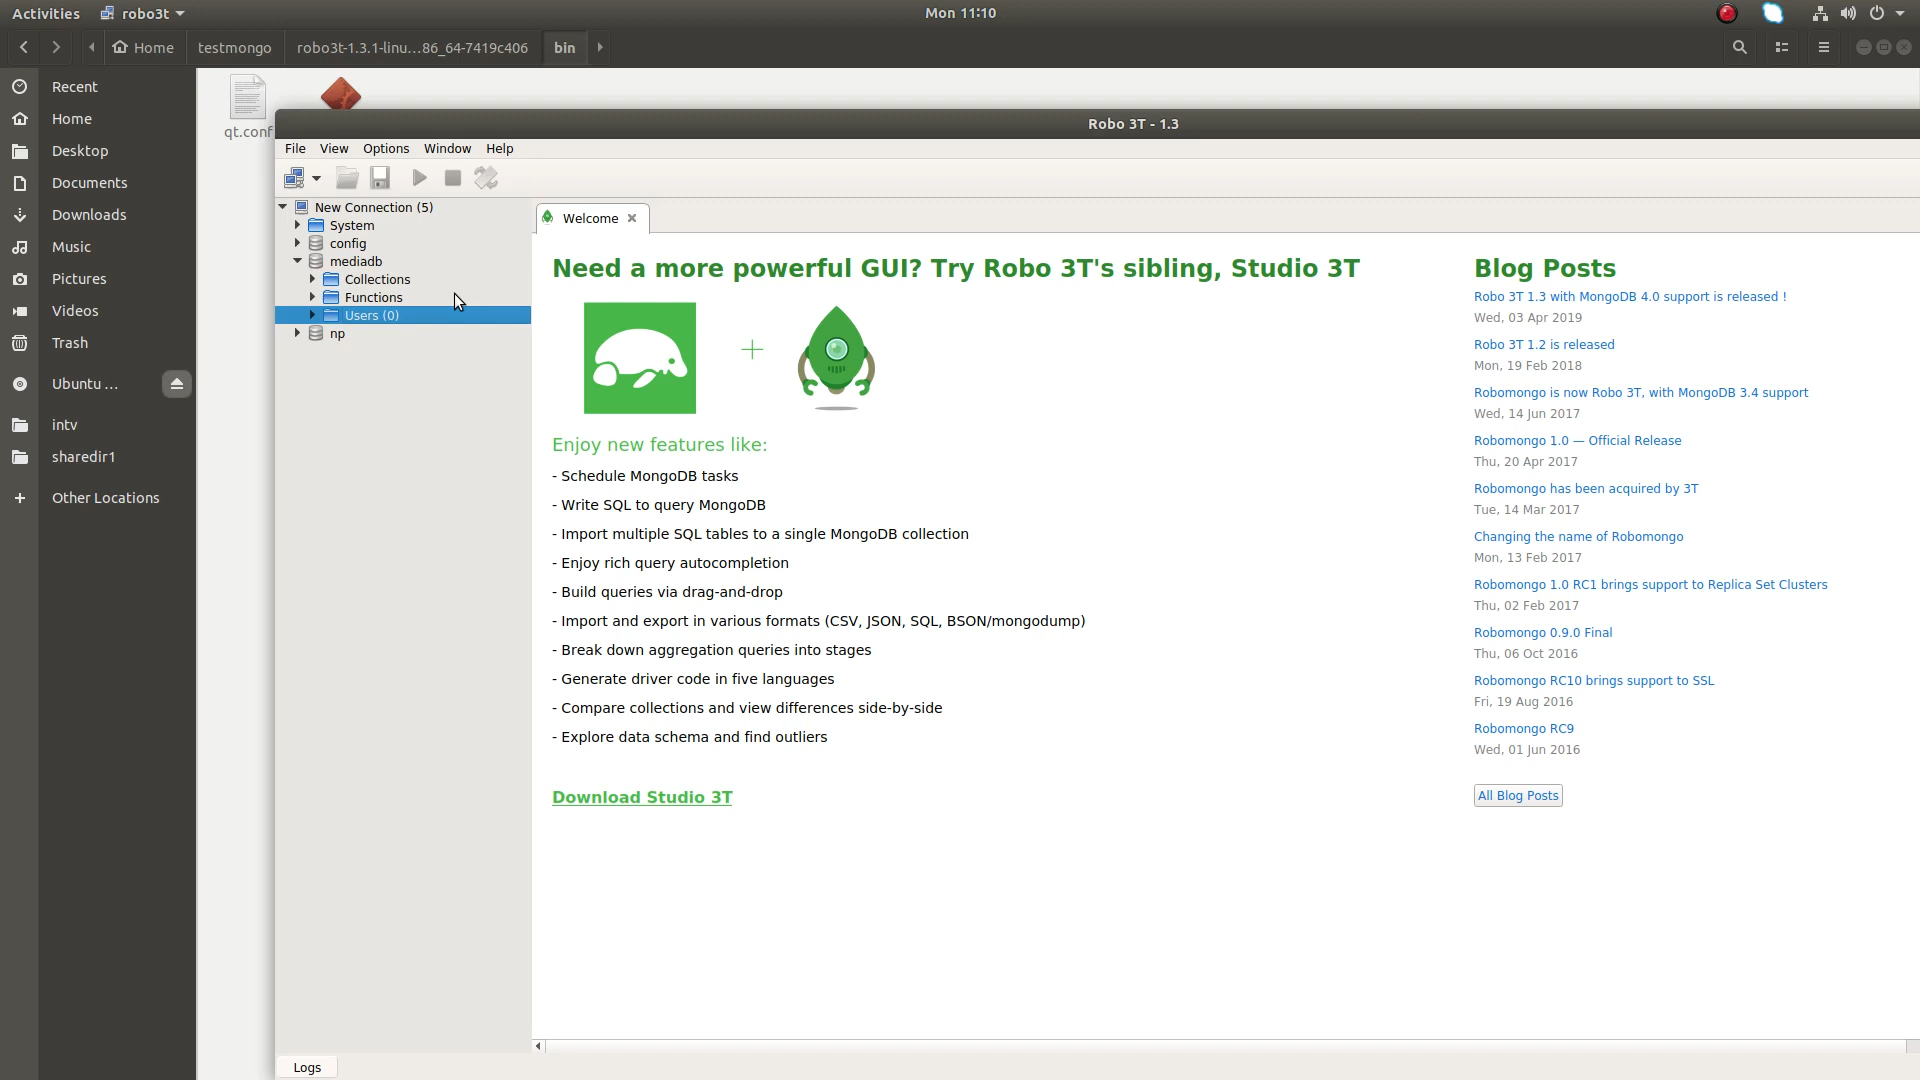 Activities robo3t Mon 11:10
Home testmongo robo3t-1.3.1-linu…86_64-7419c406 bin
Recent
Home
Desktop
Documents
Downloads
Music
Pictures
Videos
Trash
Ubuntu …
intv
sharedir1
Other Locations
qt.conf
Robo 3T - 1.3
File View Options Window Help
New Connection (5)
System
config
mediadb
Collections
Functions
Users (0)
np
Welcome
Need a more powerful GUI? Try Robo 3T's sibling, Studio 3T
Enjoy new features like:
- Schedule MongoDB tasks
- Write SQL to query MongoDB
- Import multiple SQL tables to a single MongoDB collection
- Enjoy rich query autocompletion
- Build queries via drag-and-drop
- Import and export in various formats (CSV, JSON, SQL, BSON/mongodump)
- Break down aggregation queries into stages
- Generate driver code in five languages
- Compare collections and view differences side-by-side
- Explore data schema and find outliers
Download Studio 3T
Blog Posts
Robo 3T 1.3 with MongoDB 4.0 support is released !
Wed, 03 Apr 2019
Robo 3T 1.2 is released
Mon, 19 Feb 2018
Robomongo is now Robo 3T, with MongoDB 3.4 support
Wed, 14 Jun 2017
Robomongo 1.0 — Official Release
Thu, 20 Apr 2017
Robomongo has been acquired by 3T
Tue, 14 Mar 2017
Changing the name of Robomongo
Mon, 13 Feb 2017
Robomongo 1.0 RC1 brings support to Replica Set Clusters
Thu, 02 Feb 2017
Robomongo 0.9.0 Final
Thu, 06 Oct 2016
Robomongo RC10 brings support to SSL
Fri, 19 Aug 2016
Robomongo RC9
Wed, 01 Jun 2016
All Blog Posts
Logs